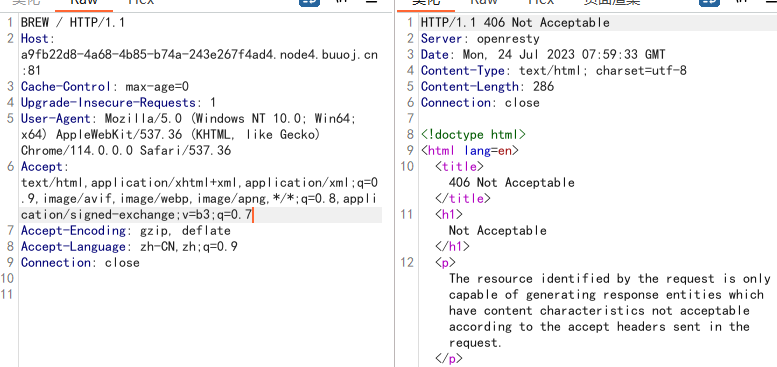 Raw
Hex
美化
Raw
Hex
页面渲染
1 BREW / HTTP/1.1
2 Host:
a9fb22d8-4a68-4b85-b74a-243e267f4ad4.node4.buuoj.cn
:81
3 Cache-Control: max-age=0
4 Upgrade-Insecure-Requests: 1
5 User-Agent: Mozilla/5.0 (Windows NT 10.0; Win64;
x64) AppleWebKit/537.36 (KHTML, like Gecko)
Chrome/114.0.0.0 Safari/537.36
6 Accept:
text/html,application/xhtml+xml,application/xml;q=0
.9,image/avif,image/webp,image/apng,*/*;q=0.8,appli
cation/signed-exchange;v=b3;q=0.7
7 Accept-Encoding: gzip, deflate
8 Accept-Language: zh-CN,zh;q=0.9
9 Connection: close
10
11
1 HTTP/1.1 406 Not Acceptable
2 Server: openresty
3 Date: Mon, 24 Jul 2023 07:59:33 GMT
4 Content-Type: text/html; charset=utf-8
5 Content-Length: 286
6 Connection: close
7
8 <!doctype html>
9 <html lang=en>
10 <title>
406 Not Acceptable
</title>
11 <h1>
Not Acceptable
</h1>
12 <p>
The resource identified by the request is only
capable of generating response entities which
have content characteristics not acceptable
according to the accept headers sent in the
request.
</p>